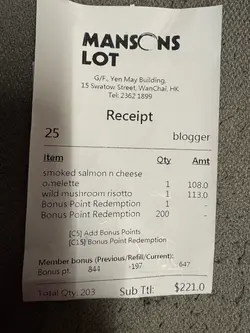 MANSONS
LOT
G/F., Yen May Building,
15 Swatow Street, WanChai, HK
Tel: 2362 1899
Receipt
25 blogger
Item Qty Amt
smoked salmon n cheese
omelette 1 108.0
wild mushroom risotto 1 113.0
Bonus Point Redemption 1 -
Bonus Point Redemption 200 -
[C5] Add Bonus Points
[C15] Bonus Point Redemption
Member bonus (Previous/Refill/Current):
Bonus pt. 844 -197 647
Total Qty. 203 Sub Ttl: $221.0